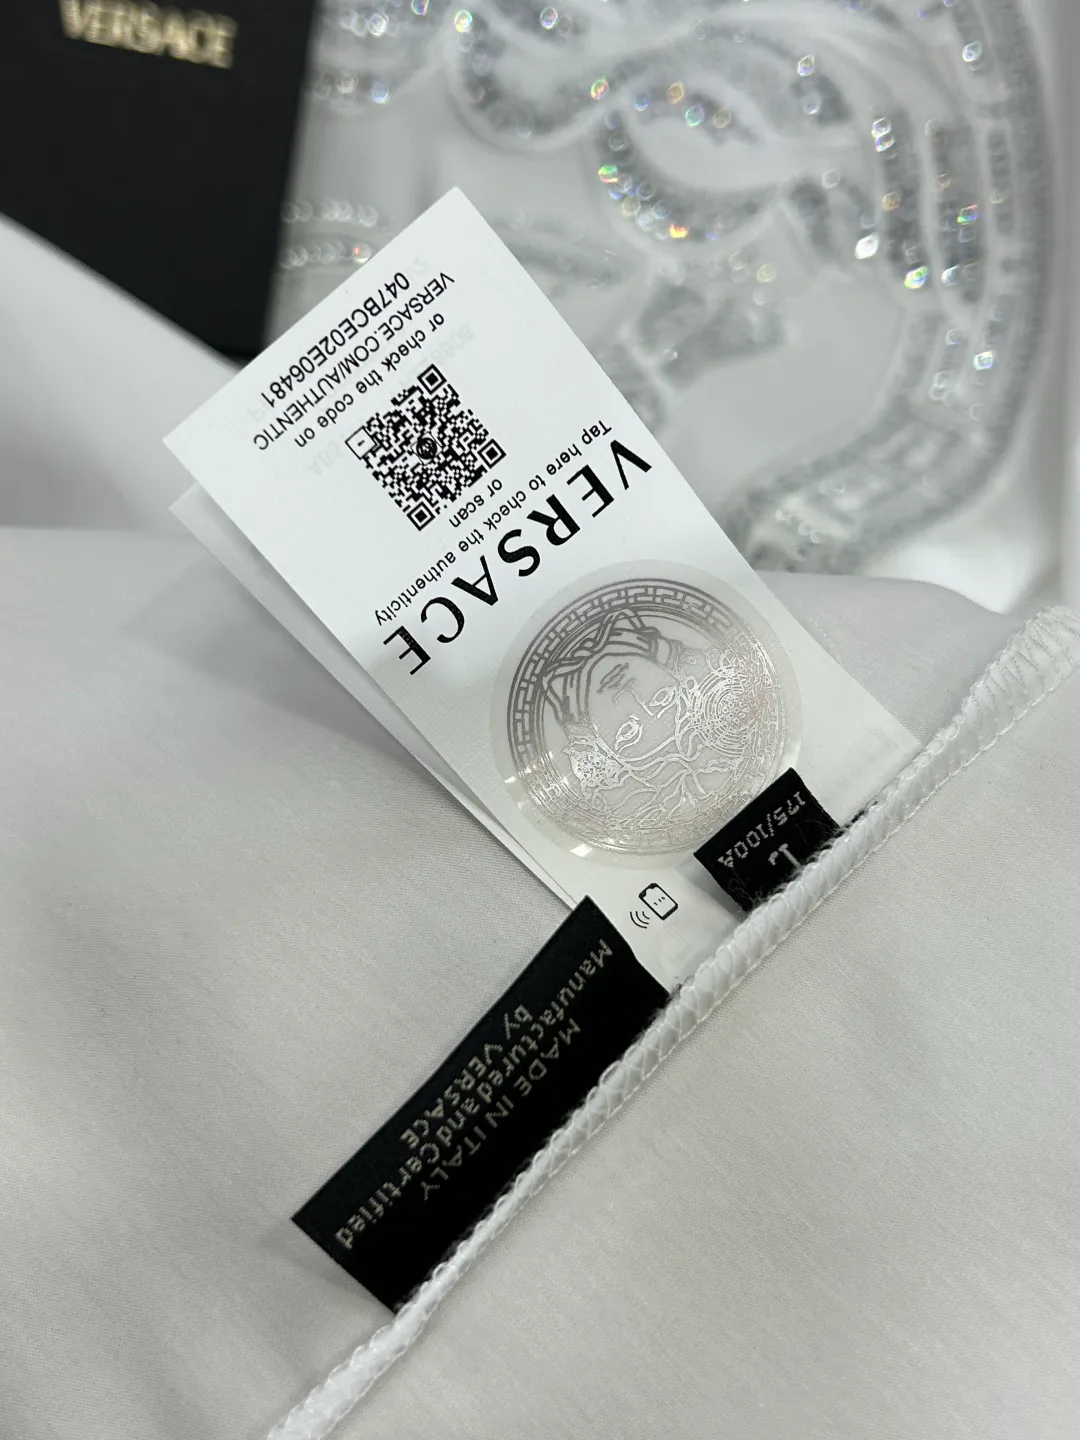 VERSACE
VERSACE
Tap here to check the authenticity
or scan
or check the code on
VERSACE.COM/AUTHENTIC
047BCE02E06481
175/100A
L
MADE IN ITALY
Manufactured and Certified
by VERSACE